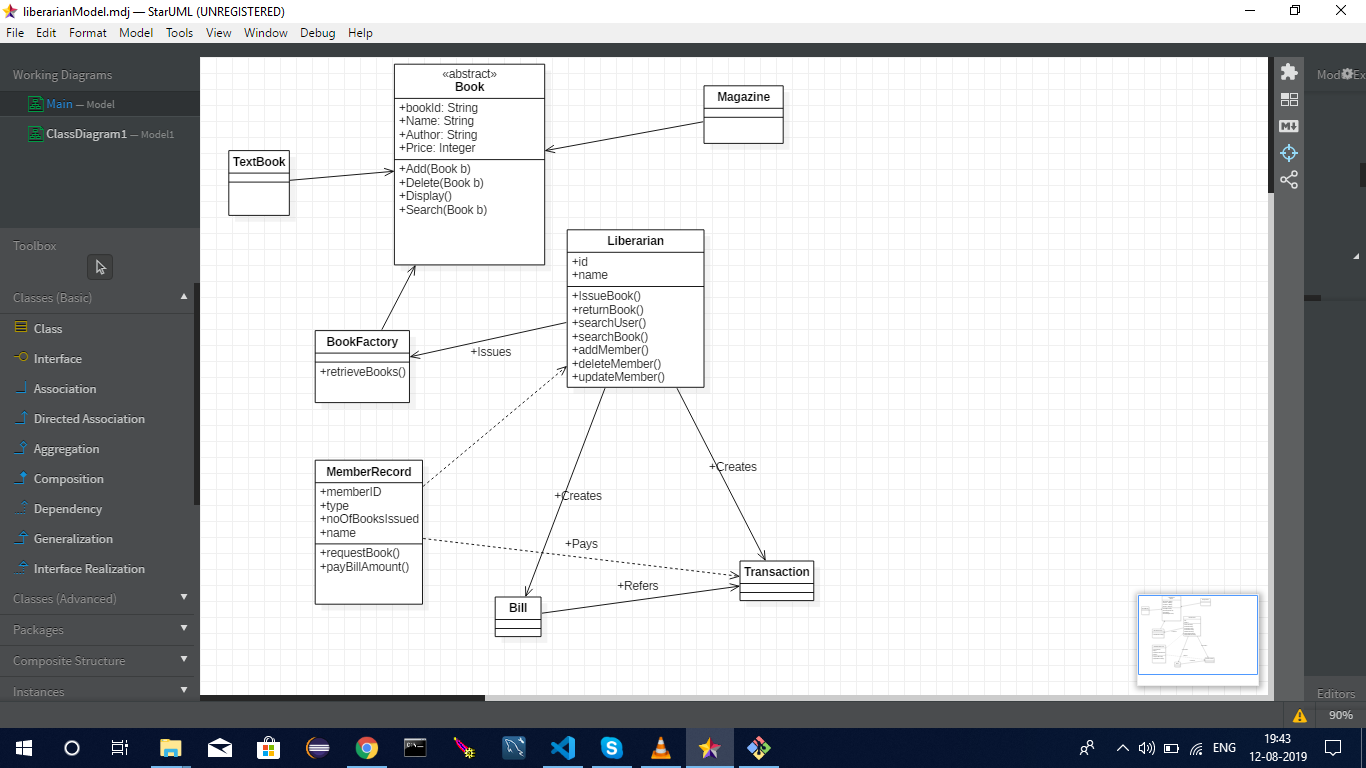 liberarianModel.mdj — StarUML (UNREGISTERED)
File Edit Format Model Tools View Window Debug Help
Working Diagrams
Main — Model
ClassDiagram1 — Model1
Toolbox
Classes (Basic)
Class
Interface
Association
Directed Association
Aggregation
Composition
Dependency
Generalization
Interface Realization
Classes (Advanced)
Packages
Composite Structure
Instances
«abstract»
Book
+bookId: String
+Name: String
+Author: String
+Price: Integer
+Add(Book b)
+Delete(Book b)
+Display()
+Search(Book b)
Magazine
TextBook
Liberarian
+id
+name
+IssueBook()
+returnBook()
+searchUser()
+searchBook()
+addMember()
+deleteMember()
+updateMember()
BookFactory
+retrieveBooks()
+Issues
MemberRecord
+memberID
+type
+noOfBooksIssued
+name
+requestBook()
+payBillAmount()
+Creates
+Creates
+Pays
+Refers
Transaction
Bill
M
Editors
90%
ENG
19:43
12-08-2019